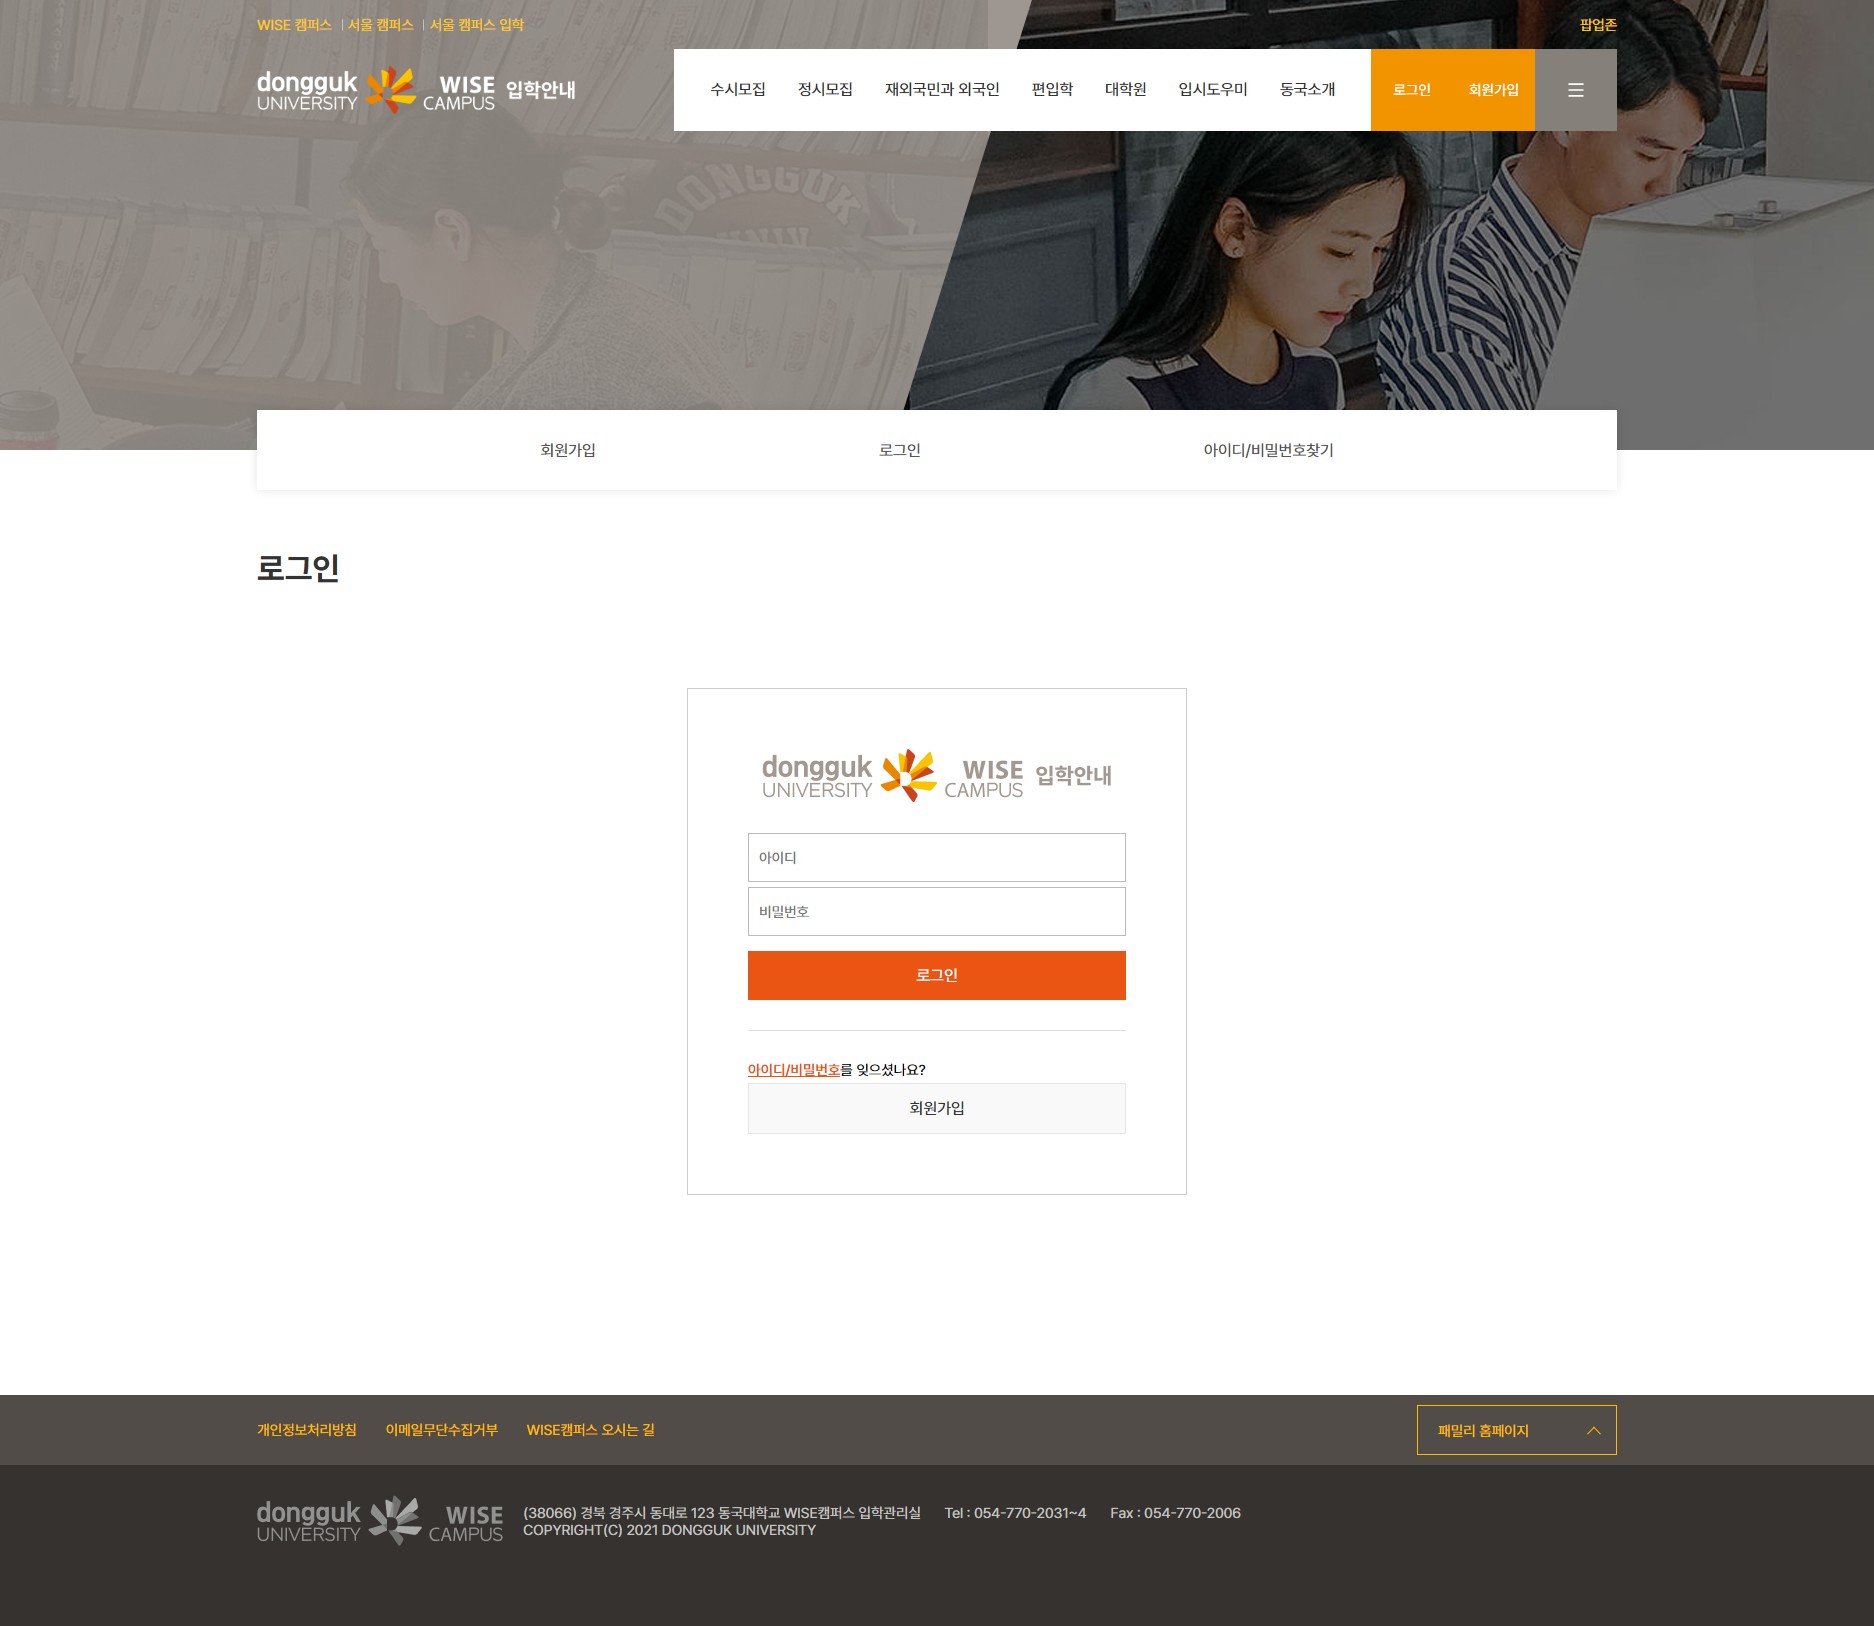 WISE 캠퍼스 서울 캠퍼스 서울 캠퍼스 입학
팝업존
dongguk UNIVERSITY WISE CAMPUS 입학안내
수시모집 정시모집 재외국민과 외국인 편입학 대학원 입시도우미 동국소개 로그인 회원가입
DONGGUK
UNIV
회원가입 로그인 아이디/비밀번호찾기
로그인
dongguk UNIVERSITY WISE CAMPUS 입학안내
아이디
비밀번호
로그인
아이디/비밀번호를 잊으셨나요?
회원가입
개인정보처리방침 이메일무단수집거부 WISE캠퍼스 오시는 길
패밀리 홈페이지
dongguk UNIVERSITY WISE CAMPUS
(38066) 경북 경주시 동대로 123 동국대학교 WISE캠퍼스 입학관리실 Tel : 054-770-2031~4 Fax : 054-770-2006
COPYRIGHT(C) 2021 DONGGUK UNIVERSITY